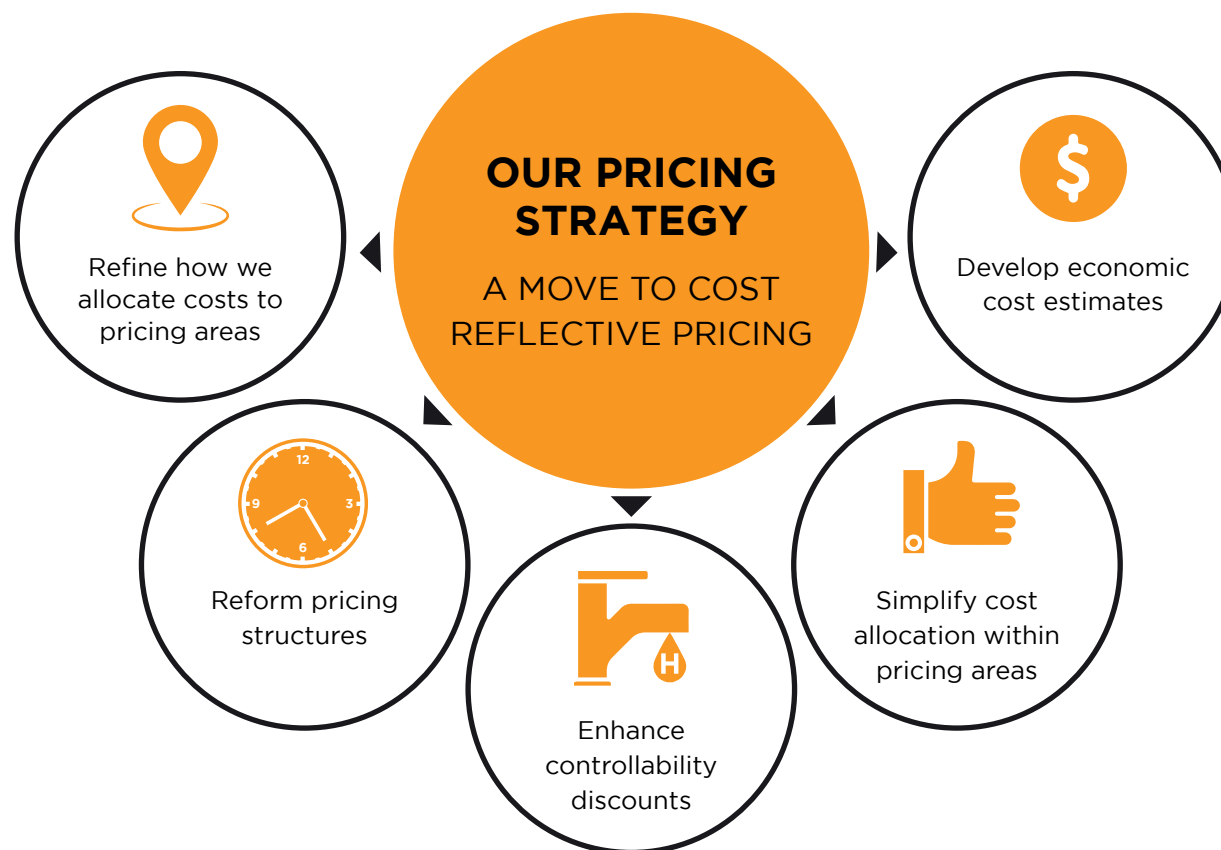 OUR PRICING
STRATEGY
A MOVE TO COST
REFLECTIVE PRICING
Refine how we
allocate costs to
pricing areas
$
Develop economic
cost estimates
12
9
3
6
Reform pricing
structures
H
Enhance
controllability
discounts
Simplify cost
allocation within
pricing areas